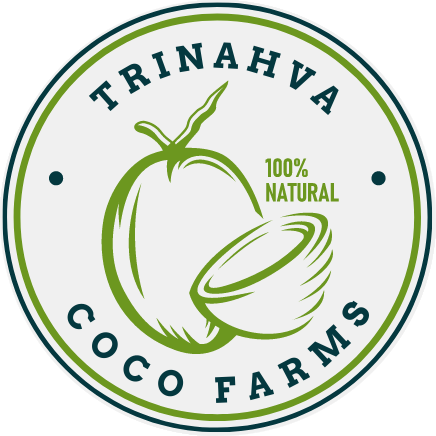 TRINAHVA
100%
NATURAL
COCO FARMS